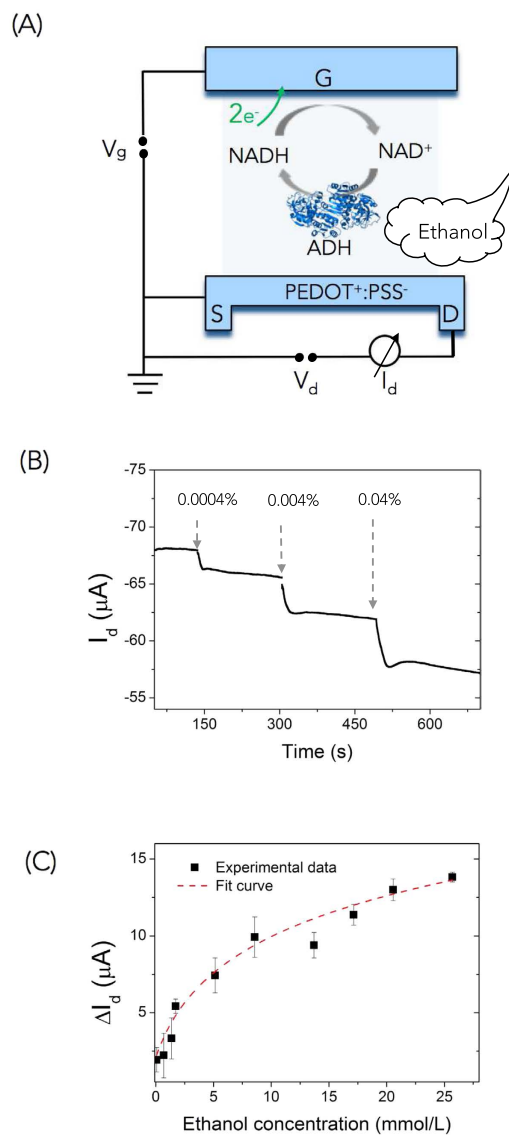 (A)
G
2e-
Vg
NADH
NAD+
Ethanol
ADH
PEDOT+:PSS-
S
D
Vd
Id
(B)
-75
0.0004%
0.004%
0.04%
-70
-65
-60
-55
Id (μA)
150
300
450
600
Time (s)
(C)
15
Experimental data
Fit curve
10
5
ΔId (μA)
0
5
10
15
20
25
Ethanol concentration (mmol/L)